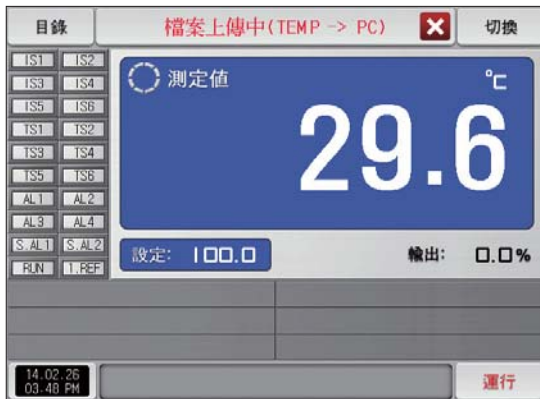 目錄 檔案上傳中(TEMP -> PC) 切換
IS1 IS2
IS3 IS4
IS5 IS6
TS1 TS2
TS3 TS4
TS5 TS6
AL1 AL2
AL3 AL4
S.AL1 S.AL2
RUN 1.REF
測定值 ℃
29.6
設定: 100.0 輸出: 0.0%
14.02.26
03-48 PM
運行